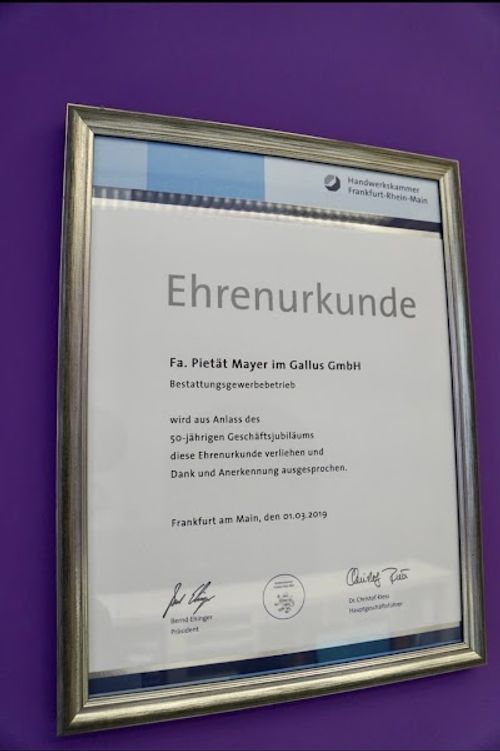 Handwerkskammer
Frankfurt-Rhein-Main
Ehrenurkunde
Fa. Pietät Mayer im Gallus GmbH
Bestattungsgewerbebetrieb
wird aus Anlass des
50-jährigen Geschäftsjubiläums
diese Ehrenurkunde verliehen und
Dank und Anerkennung ausgesprochen.
Frankfurt am Main, den 01.03.2019
Bernd Ehinger
Präsident
Dr. Christof Riess
Hauptgeschäftsführer